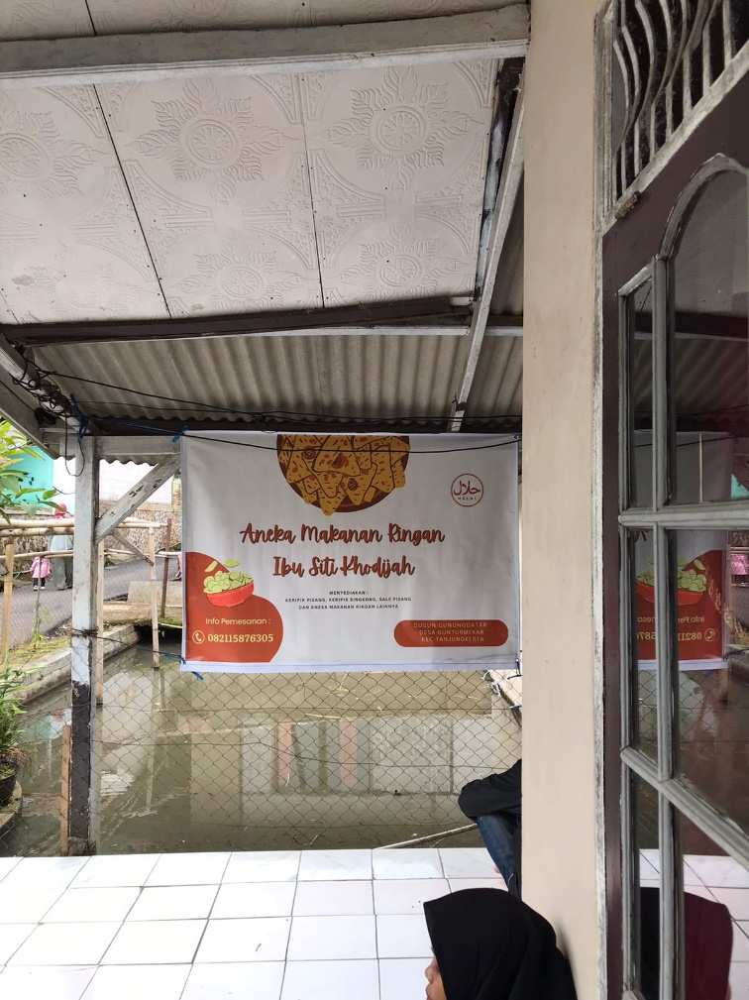 حلال
HALAL
Aneka Makanan Ringan
Ibu Siti Khodijah
MENYEDIAKAN :
KERIPIK PISANG, KERIPIK SINGKONG, SALE PISANG
DAN ANEKA MAKANAN RINGAN LAINNYA
Info Pemesanan :
082115876305
DUSUN GUNUNGDATAR
DESA GUNTURMEKAR
KEC TANJUNGKERTA